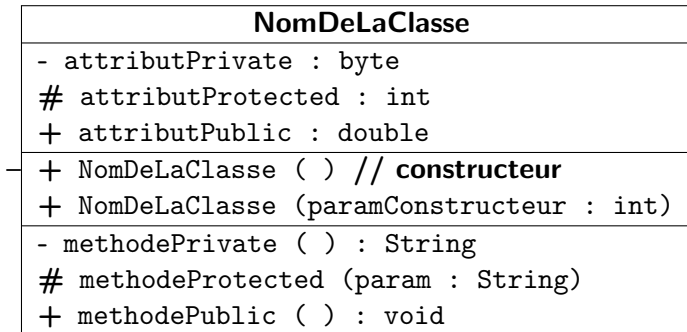 NomDeLaClasse
- attributPrivate : byte
# attributProtected : int
+ attributPublic : double
+ NomDeLaClasse ( ) // constructeur
+ NomDeLaClasse (paramConstructeur : int)
- methodePrivate ( ) : String
# methodeProtected (param : String)
+ methodePublic ( ) : void